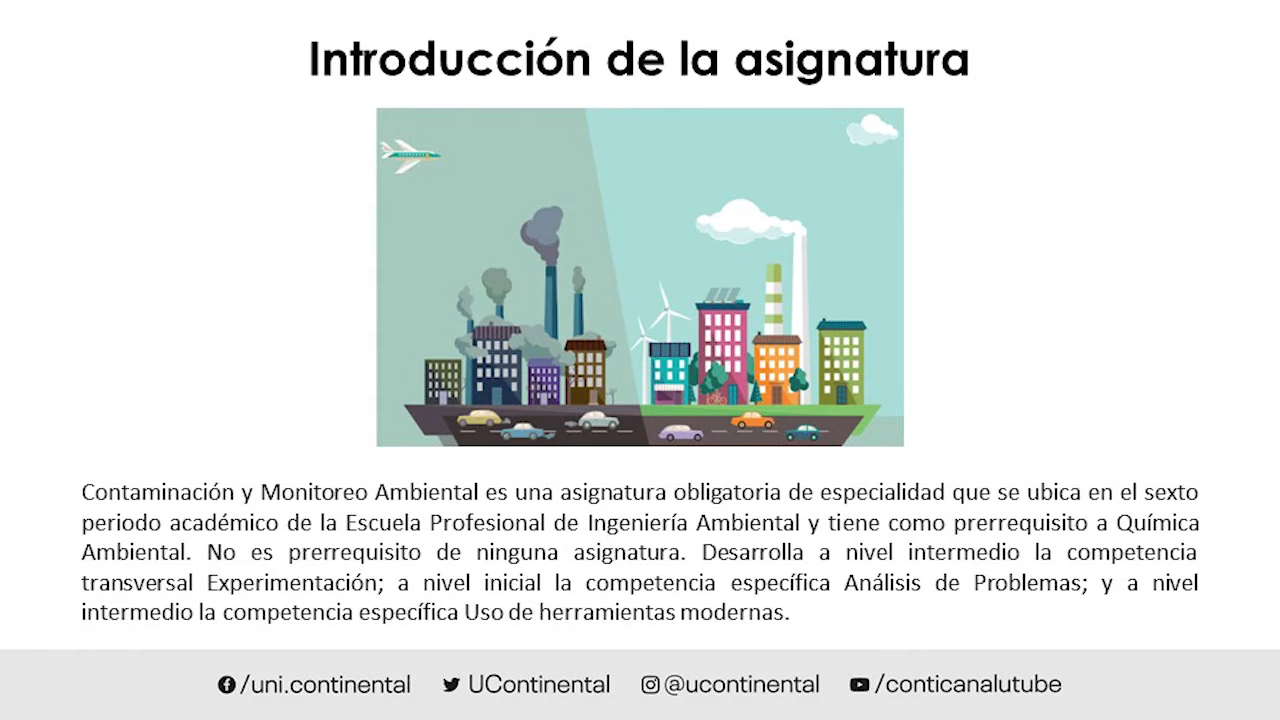 Introducción de la asignatura
Contaminación y Monitoreo Ambiental es una asignatura obligatoria de especialidad que se ubica en el sexto
periodo académico de la Escuela Profesional de Ingeniería Ambiental y tiene como prerrequisito a Química
Ambiental. No es prerrequisito de ninguna asignatura. Desarrolla a nivel intermedio la competencia
transversal Experimentación; a nivel inicial la competencia específica Análisis de Problemas; y a nivel
intermedio la competencia específica Uso de herramientas modernas.
/uni.continental UContinental @ucontinental /conticanalutube